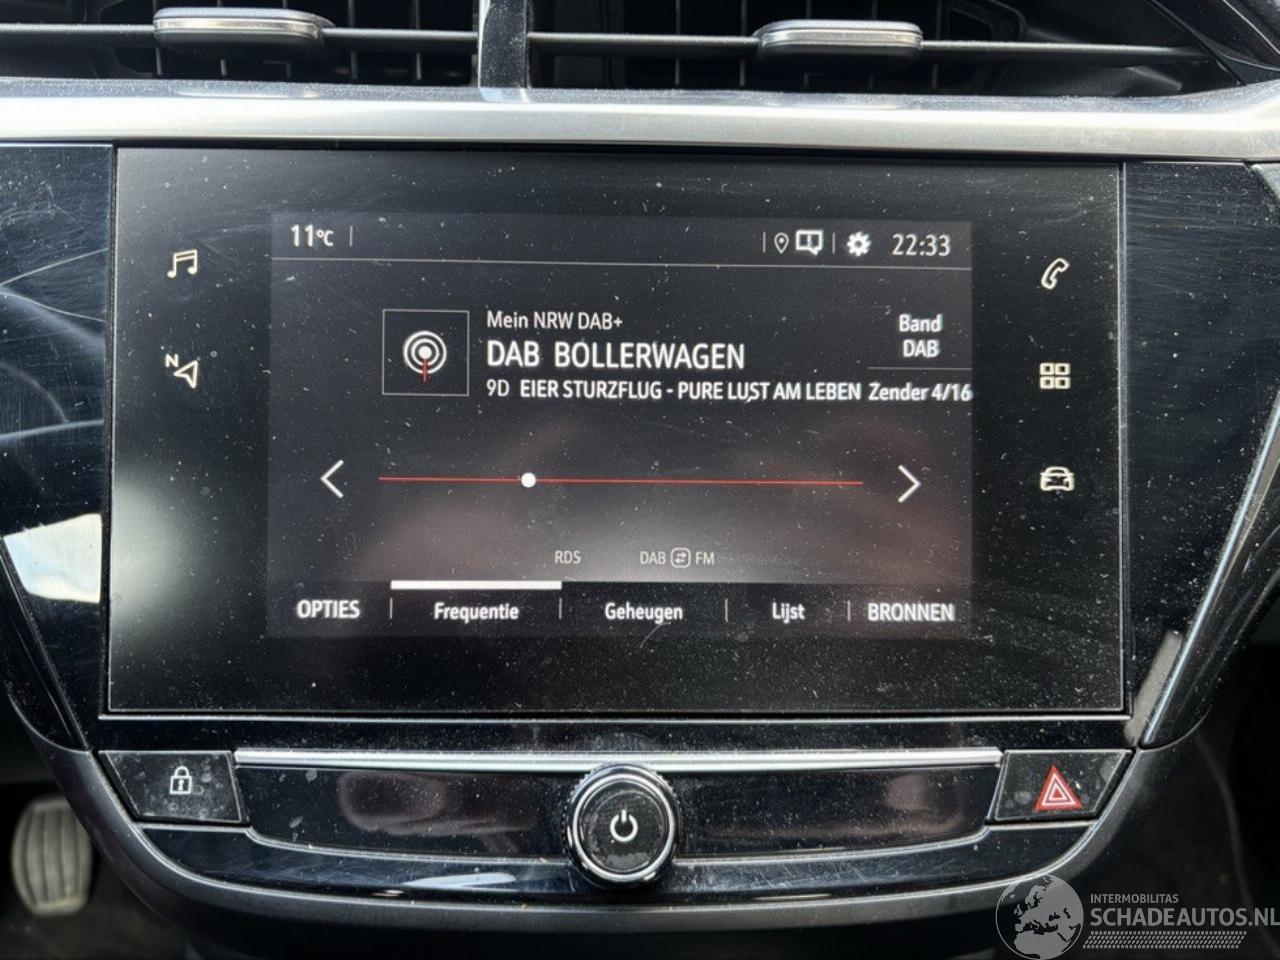 11°C
22:33
N
Mein NRW DAB+
DAB BOLLERWAGEN
9D EIER STURZFLUG - PURE LUST AM LEBEN
Band
DAB
Zender 4/16
RDS
DAB FM
OPTIES
Frequentie
Geheugen
Lijst
BRONNEN
INTERMOBILITAS
SCHADEAUTOS.NL